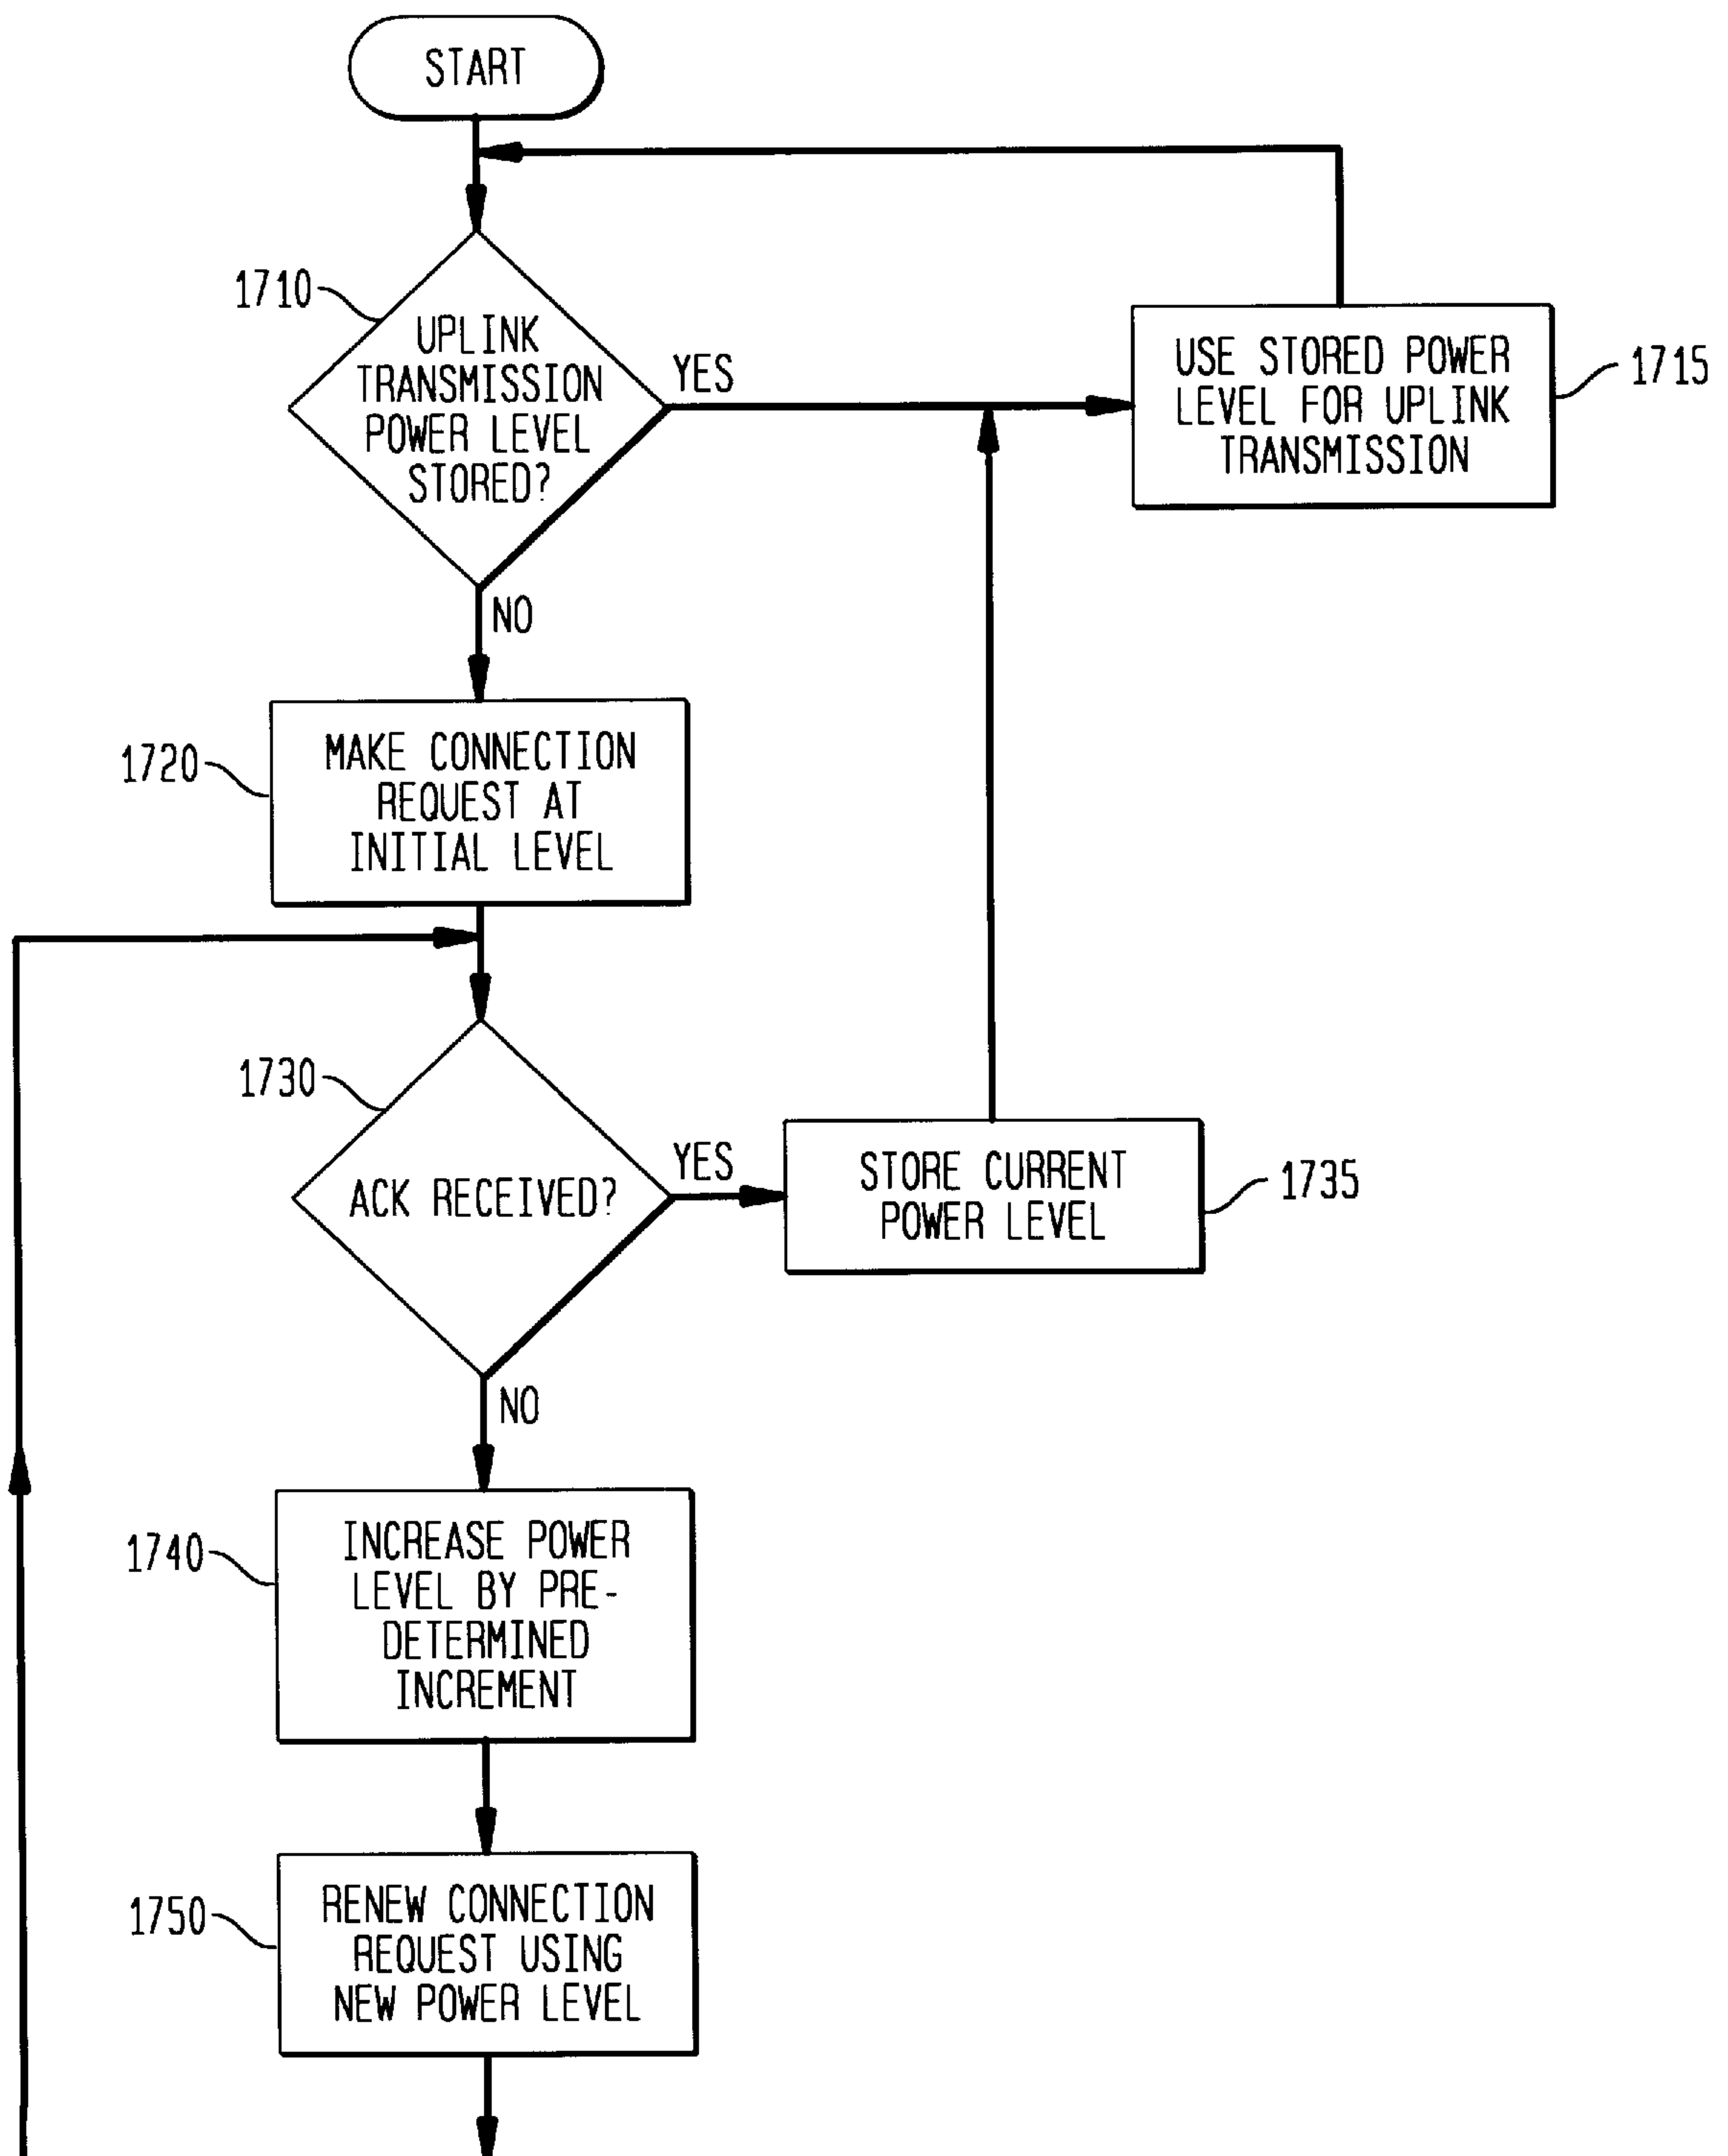 START
1710
UPLINK
TRANSMISSION
POWER LEVEL
STORED?
YES
USE STORED POWER
LEVEL FOR UPLINK
TRANSMISSION
1715
NO
1720
MAKE CONNECTION
REQUEST AT
INITIAL LEVEL
1730
ACK RECEIVED?
YES
STORE CURRENT
POWER LEVEL
1735
NO
1740
INCREASE POWER
LEVEL BY PRE-
DETERMINED
INCREMENT
1750
RENEW CONNECTION
REQUEST USING
NEW POWER LEVEL